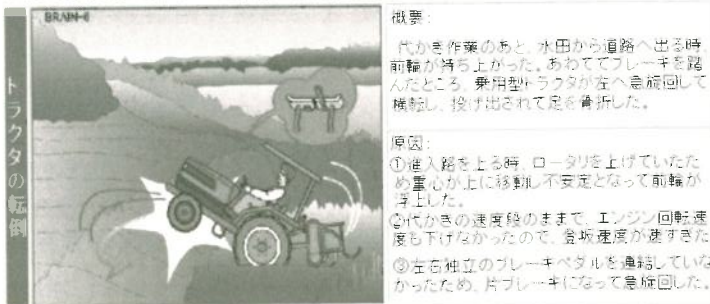 BRAIN-6
トラクタの転倒
概要:
代かき作業のあと、水田から道路へ出る時、
前輪が持ち上がった。あわててブレーキを踏
んだところ、乗用型トラクタが左へ急旋回して
横転し、投げ出されて足を骨折した。
原因:
①進入路を上る時、ロータリを上げていたた
め重心が上に移動し不安定となって前輪が
浮上した。
②代かきの速度段のままで、エンジン回転速
度も下げなかったので、登坂速度が速すぎた
③左右独立のブレーキペダルを連結していな
かったため、片ブレーキになって急旋回した。